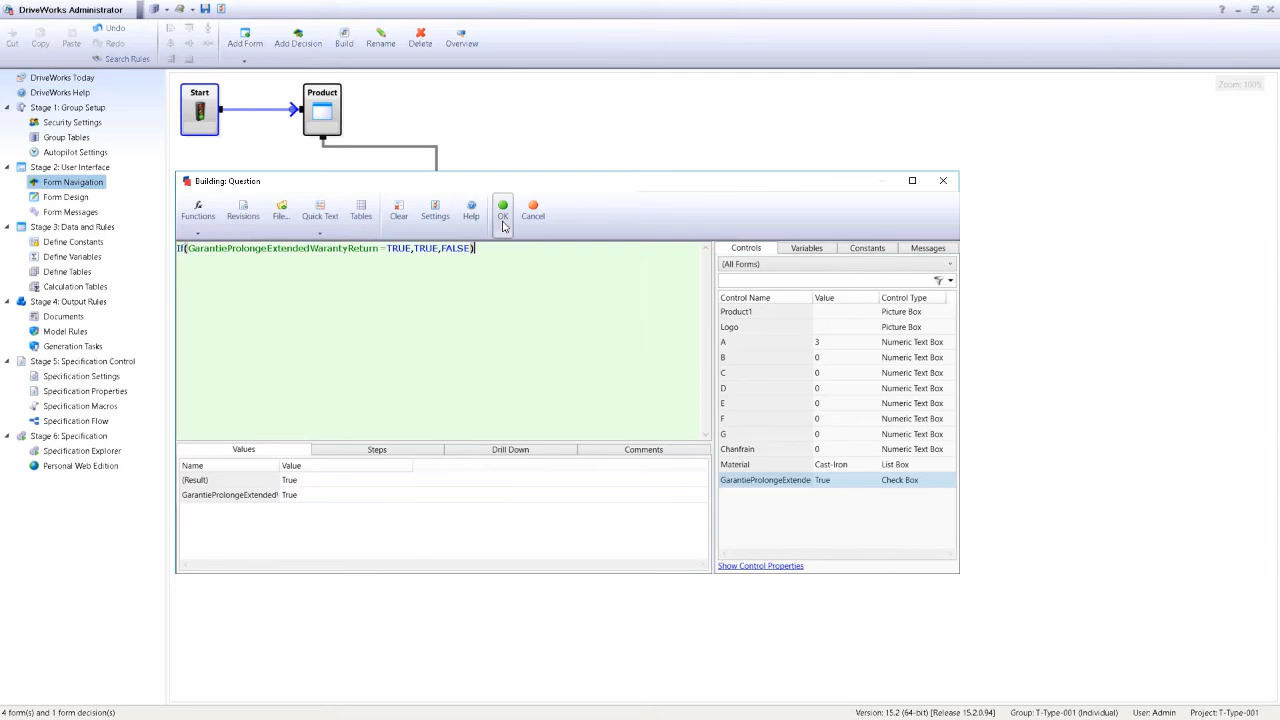 DriveWorks Administrator
Cut
Copy
Paste
Undo
Redo
Search Rules
Add Form
Add Decision
Build
Rename
Delete
Overview
DriveWorks Today
DriveWorks Help
Stage 1: Group Setup
Security Settings
Group Tables
Autopilot Settings
Stage 2: User Interface
Form Navigation
Form Design
Form Messages
Stage 3: Data and Rules
Define Constants
Define Variables
Define Tables
Calculation Tables
Stage 4: Output Rules
Documents
Model Rules
Generation Tasks
Stage 5: Specification Control
Specification Settings
Specification Properties
Specification Macros
Specification Flow
Stage 6: Specification
Specification Explorer
Personal Web Edition
Zoom: 100%
Start
Product
Building: Question
Functions
Revisions
File...
Quick Text
Tables
Clear
Settings
Help
OK
Cancel
If(GarantieProlongeExtendedWarantyReturn =TRUE,TRUE,FALSE)
Values
Steps
Drill Down
Comments
Name Value
(Result) True
GarantieProlongeExtended\ True
Controls
Variables
Constants
Messages
(All Forms)
Control Name Value Control Type
Product1 Picture Box
Logo Picture Box
A 3 Numeric Text Box
B 0 Numeric Text Box
C 0 Numeric Text Box
D 0 Numeric Text Box
E 0 Numeric Text Box
F 0 Numeric Text Box
G 0 Numeric Text Box
Chanfrain 0 Numeric Text Box
Material Cast-Iron List Box
GarantieProlongeExtende True Check Box
Show Control Properties
4 form(s) and 1 form decision(s)
Version: 15.2 (64-bit) [Release 15.2.0.94]
Group: T-Type-001 (Individual)
User: Admin
Project: T-Type-001